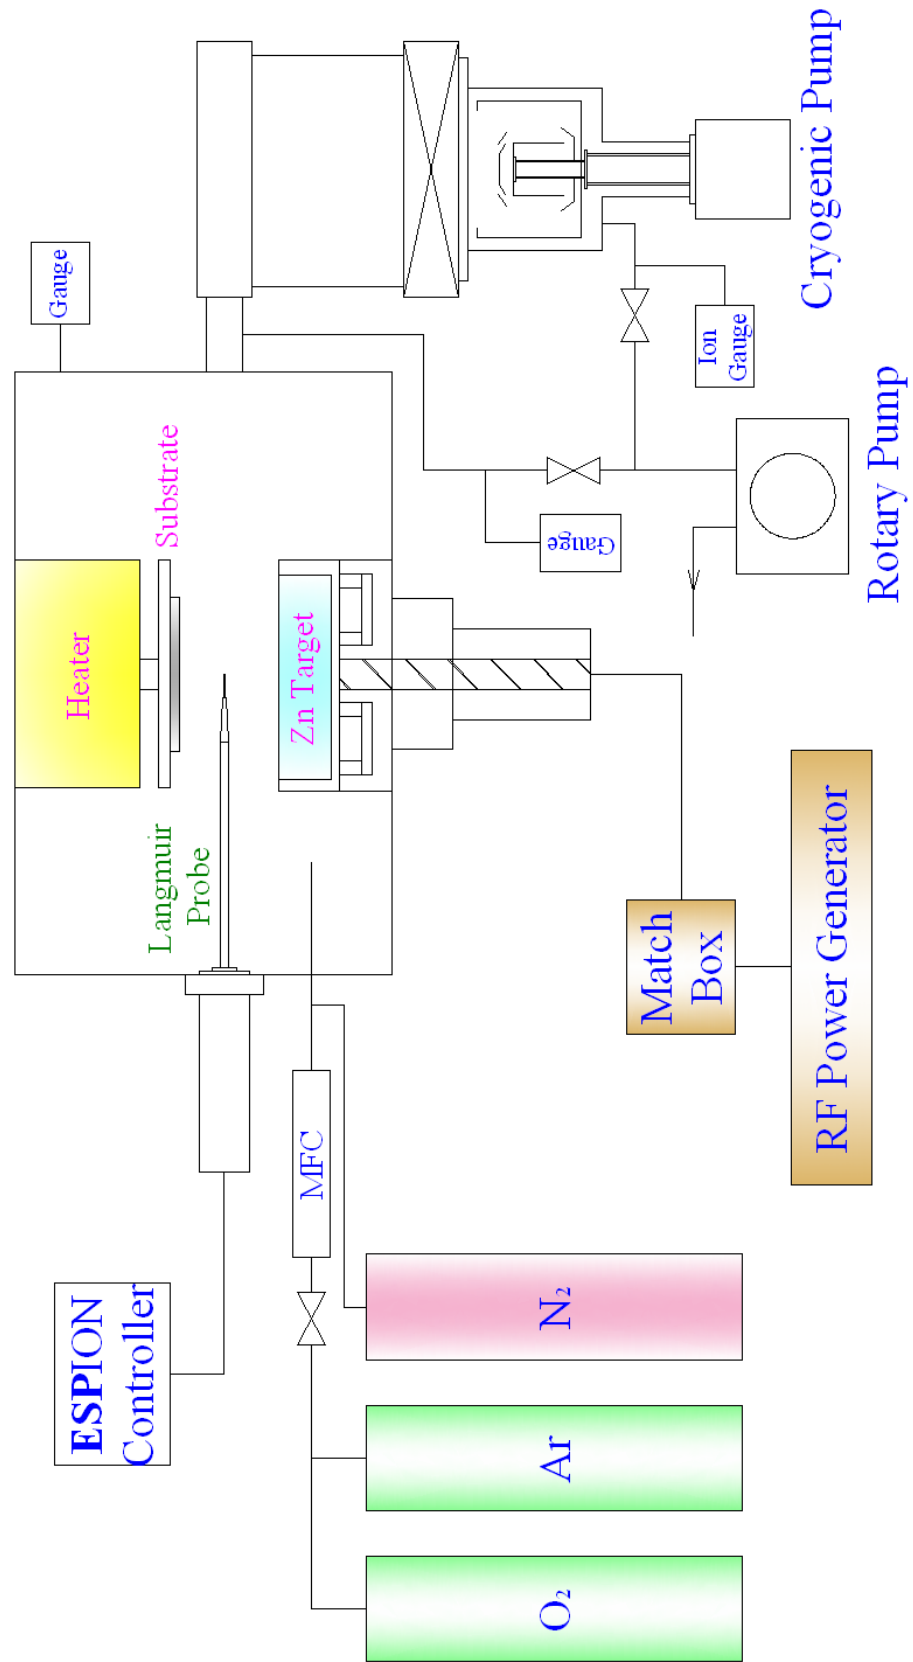 Gauge
Heater
Substrate
Langmuir
Probe
Zn Target
ESPION
Controller
MFC
O₂
Ar
N₂
Match
Box
RF Power Generator
Gauge
Ion
Gauge
Rotary Pump
Cryogenic Pump